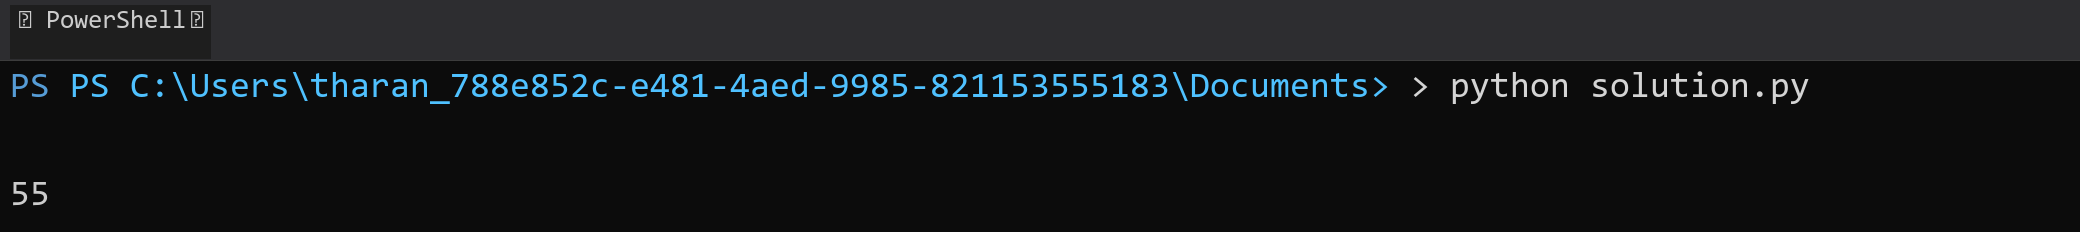 PowerShell
PS PS C:\Users\tharan_788e852c-e481-4aed-9985-821153555183\Documents> > python solution.py
55